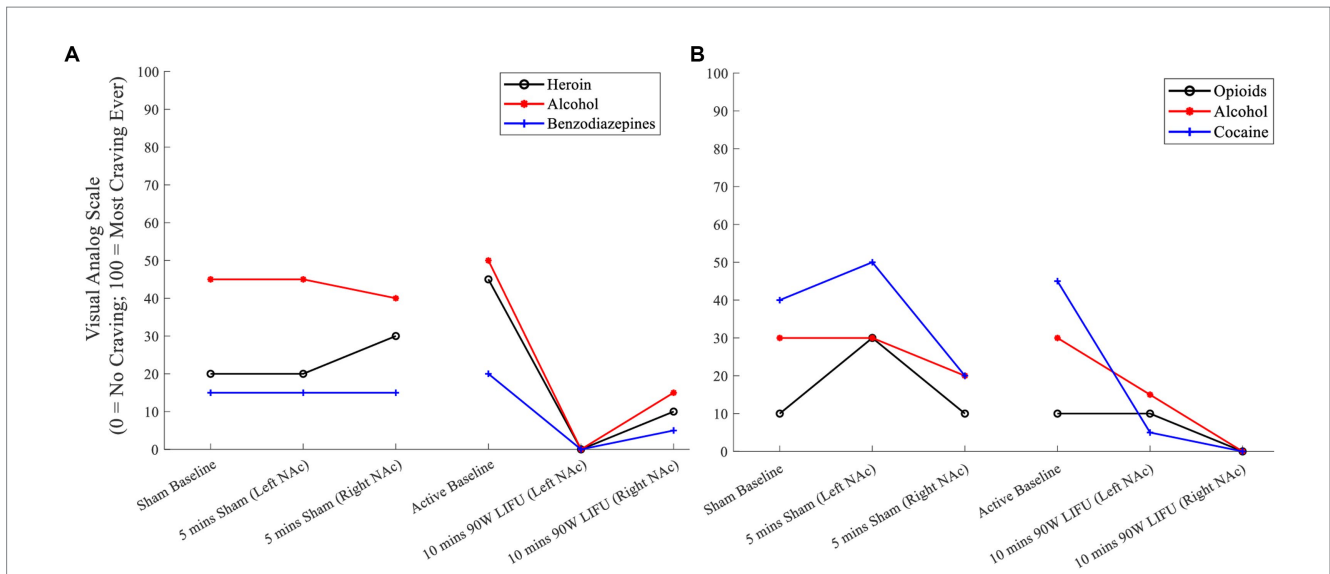 A
Visual Analog Scale
(0 = No Craving; 100 = Most Craving Ever)
100
90
80
70
60
50
40
30
20
10
0
Heroin
Alcohol
Benzodiazepines
Sham Baseline
5 mins Sham (Left NAc)
5 mins Sham (Right NAc)
Active Baseline
10 mins 90W LIFU (Left NAc)
10 mins 90W LIFU (Right NAc)
B
100
90
80
70
60
50
40
30
20
10
0
Opioids
Alcohol
Cocaine
Sham Baseline
5 mins Sham (Left NAc)
5 mins Sham (Right NAc)
Active Baseline
10 mins 90W LIFU (Left NAc)
10 mins 90W LIFU (Right NAc)